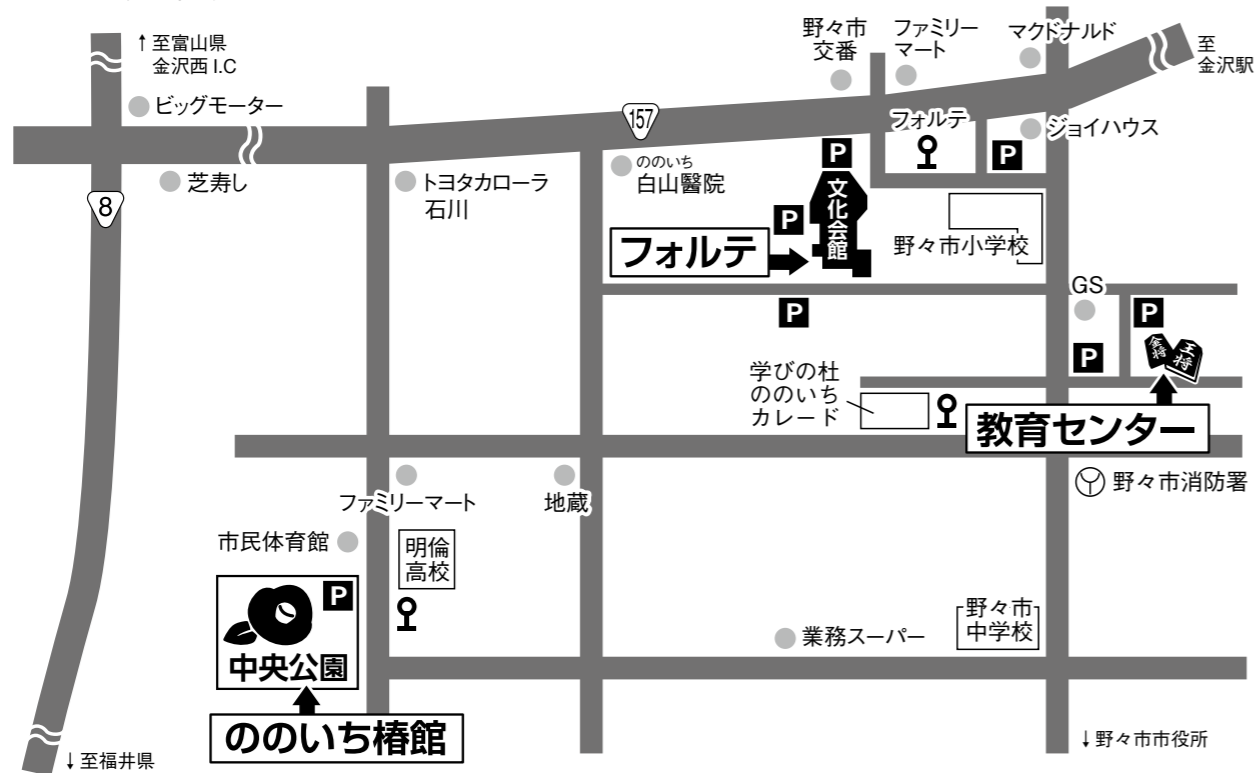 ↑至富山県
金沢西 I.C
ビッグモーター
野々市
交番
ファミリー
マート
マクドナルド
至
金沢駅
157
フォルテ
ジョイハウス
P
P
8
芝寿し
トヨタカローラ
石川
ののいち
白山醫院
文化会館
P
フォルテ
野々市小学校
GS
P
P
P
金将
王将
学びの杜
ののいち
カレード
教育センター
野々市消防署
ファミリーマート
地蔵
市民体育館
明倫
高校
P
中央公園
野々市
中学校
業務スーパー
ののいち椿館
↓至福井県
↓野々市市役所